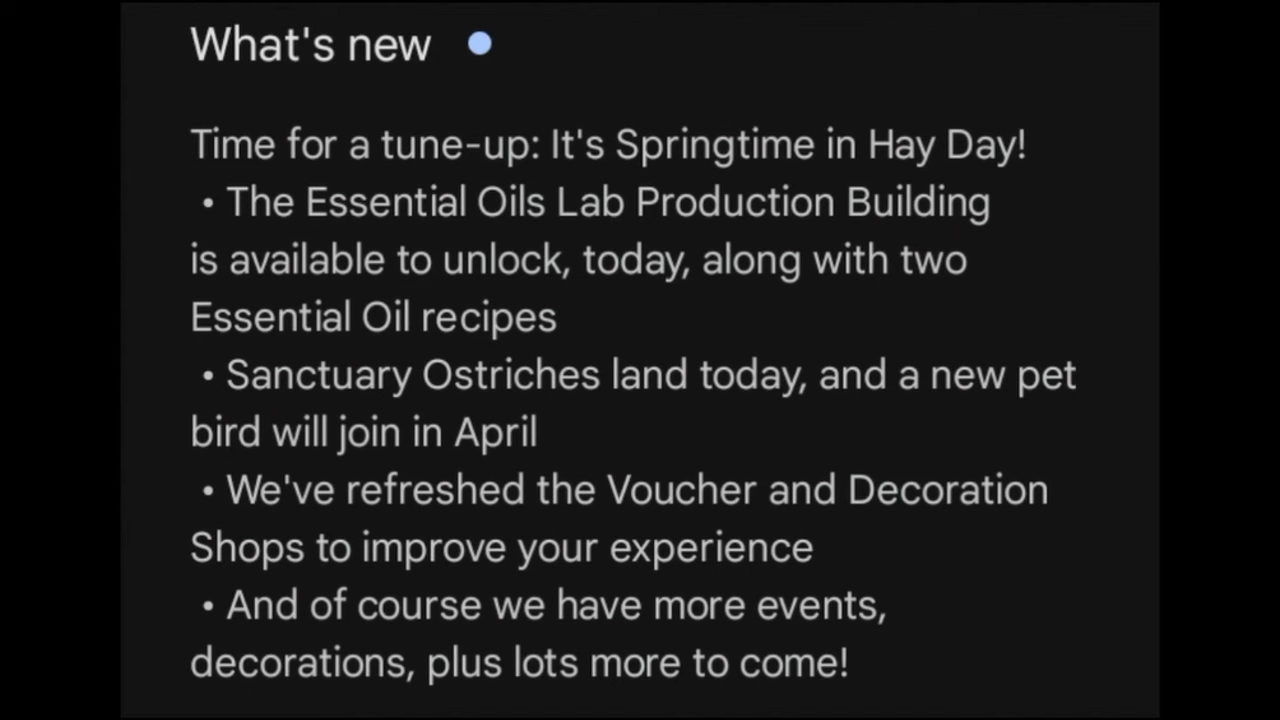 What's new
Time for a tune-up: It's Springtime in Hay Day!
• The Essential Oils Lab Production Building
is available to unlock, today, along with two
Essential Oil recipes
• Sanctuary Ostriches land today, and a new pet
bird will join in April
• We've refreshed the Voucher and Decoration
Shops to improve your experience
• And of course we have more events,
decorations, plus lots more to come!